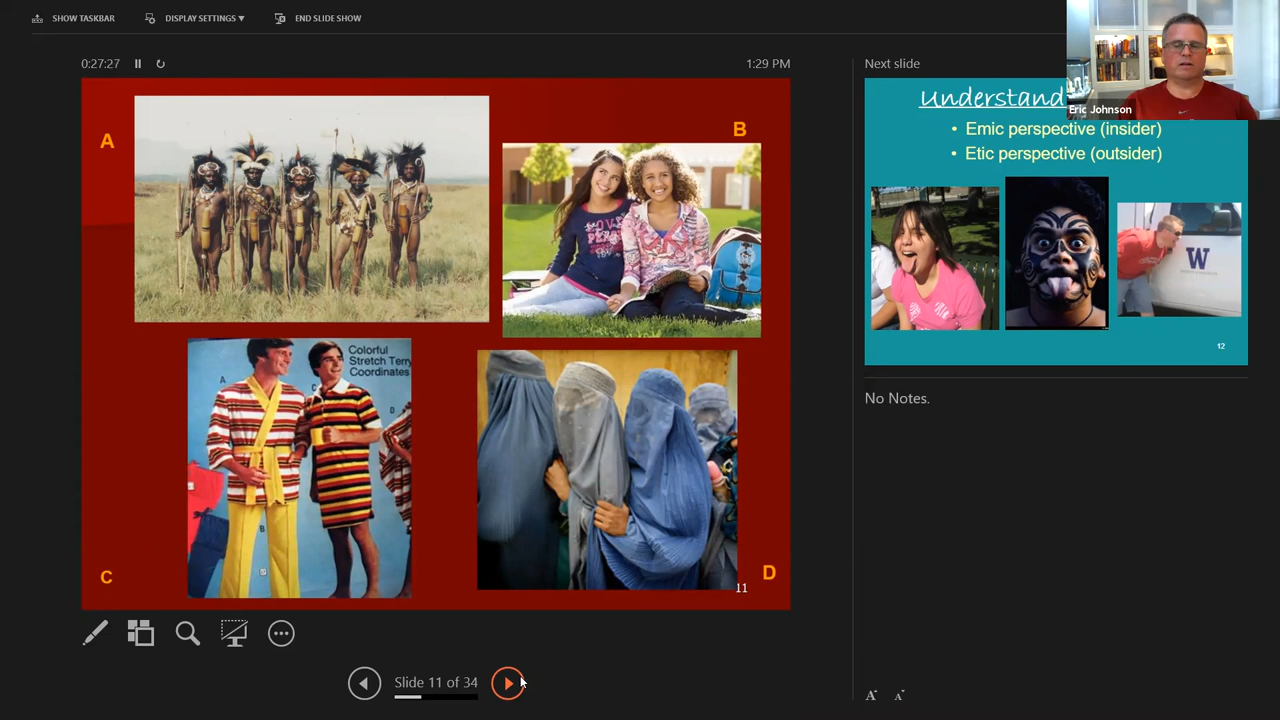 SHOW TASKBAR
DISPLAY SETTINGS ▾
END SLIDE SHOW
0:27:27
1:29 PM
A
B
Colorful
Stretch Terry
Coordinates
A
C
D
B
C
D
11
Slide 11 of 34
Next slide
Eric Johnson
Understand
• Emic perspective (insider)
• Etic perspective (outsider)
W
12
No Notes.
A
A